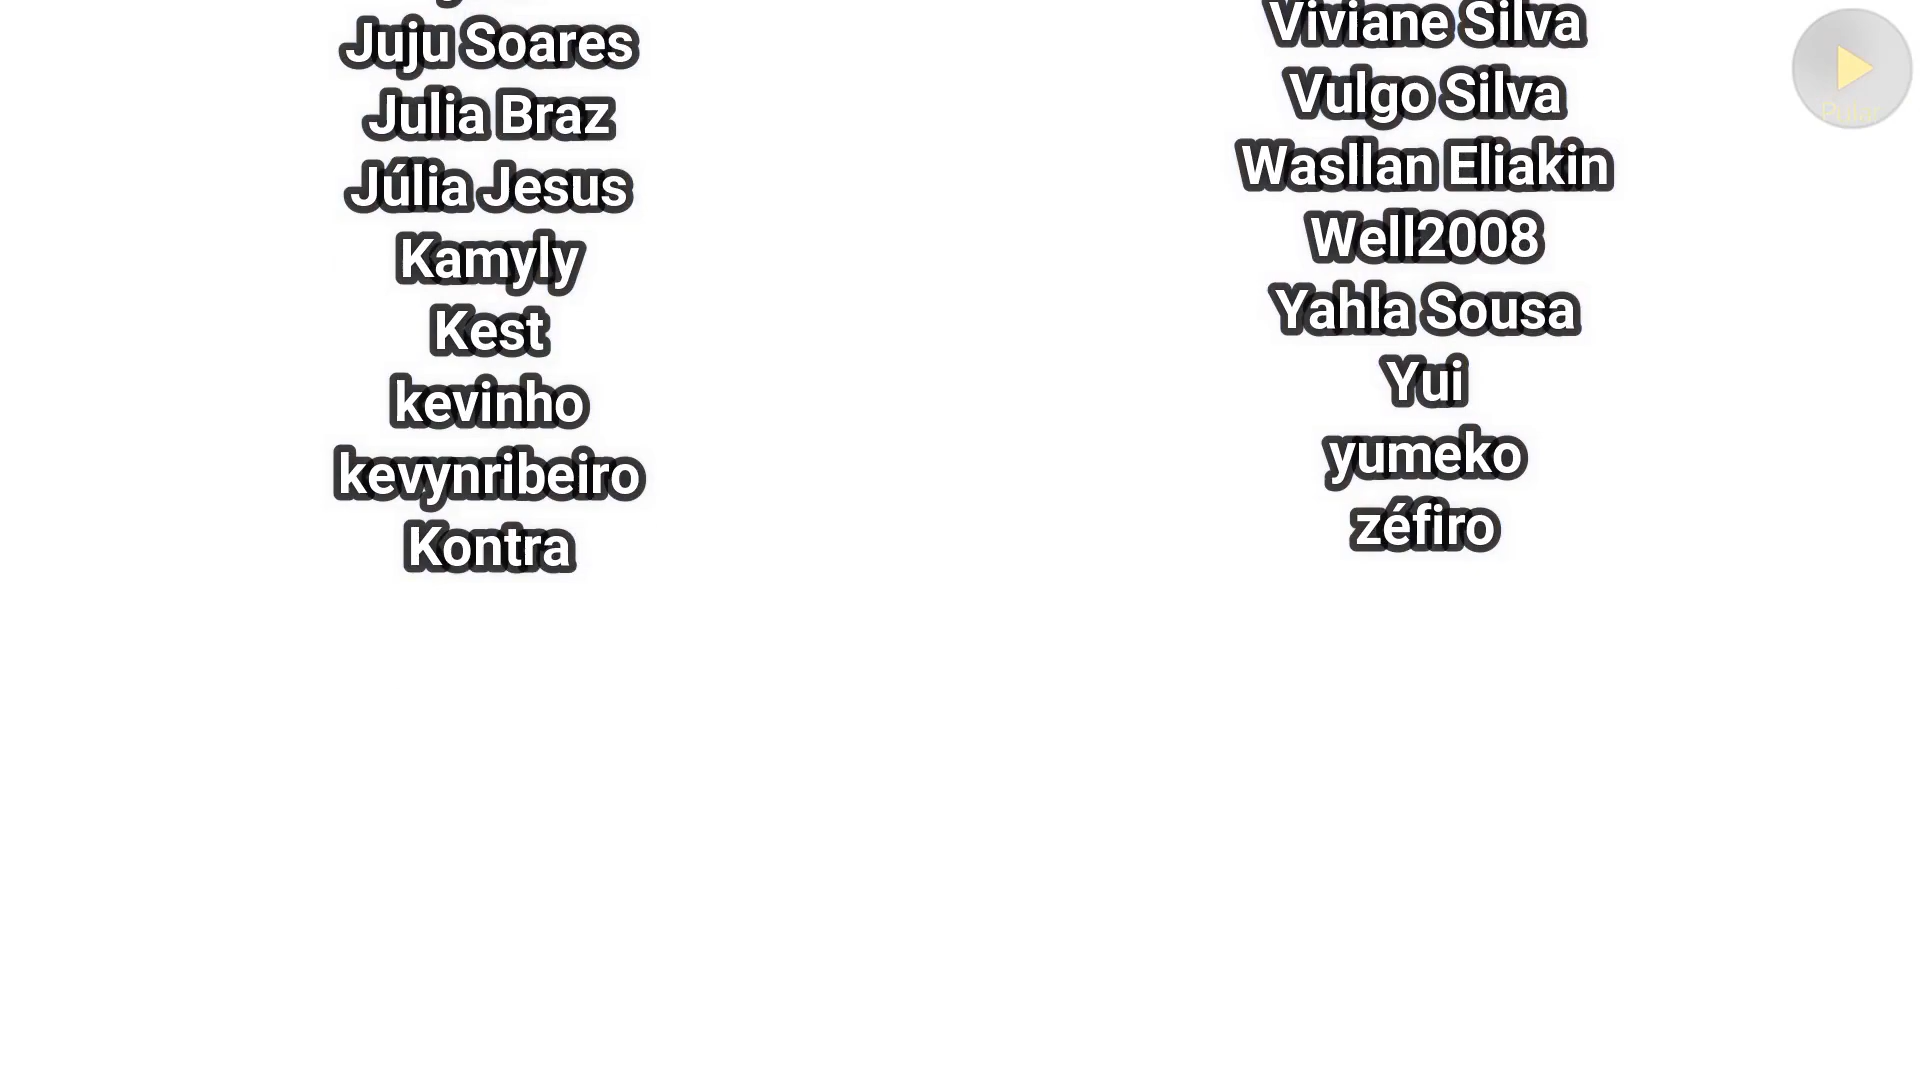 Juju Soares
Julia Braz
Júlia Jesus
Kamyly
Kest
kevinho
kevynribeiro
Kontra
Viviane Silva
Vulgo Silva
Wasllan Eliakin
Well2008
Yahla Sousa
Yui
yumeko
zéfiro
Pular